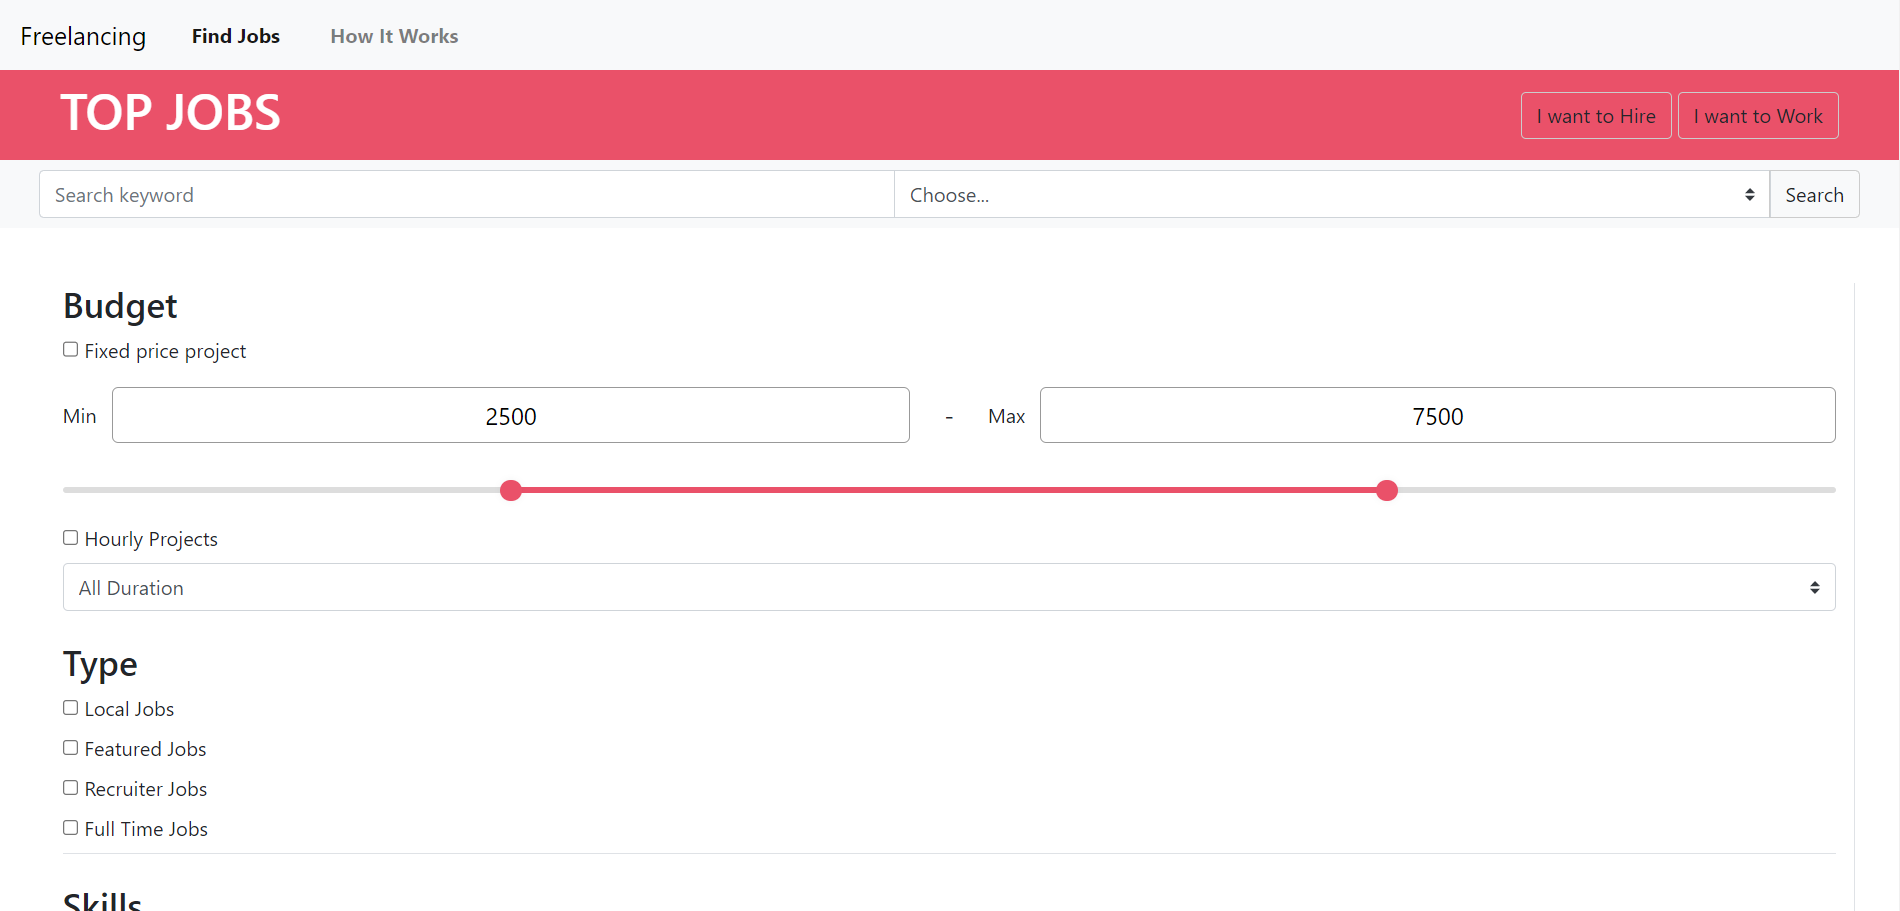 Freelancing Find Jobs How It Works
TOP JOBS
I want to Hire I want to Work
Search keyword Choose... Search
Budget
Fixed price project
Min 2500 - Max 7500
Hourly Projects
All Duration
Type
Local Jobs
Featured Jobs
Recruiter Jobs
Full Time Jobs
Skills